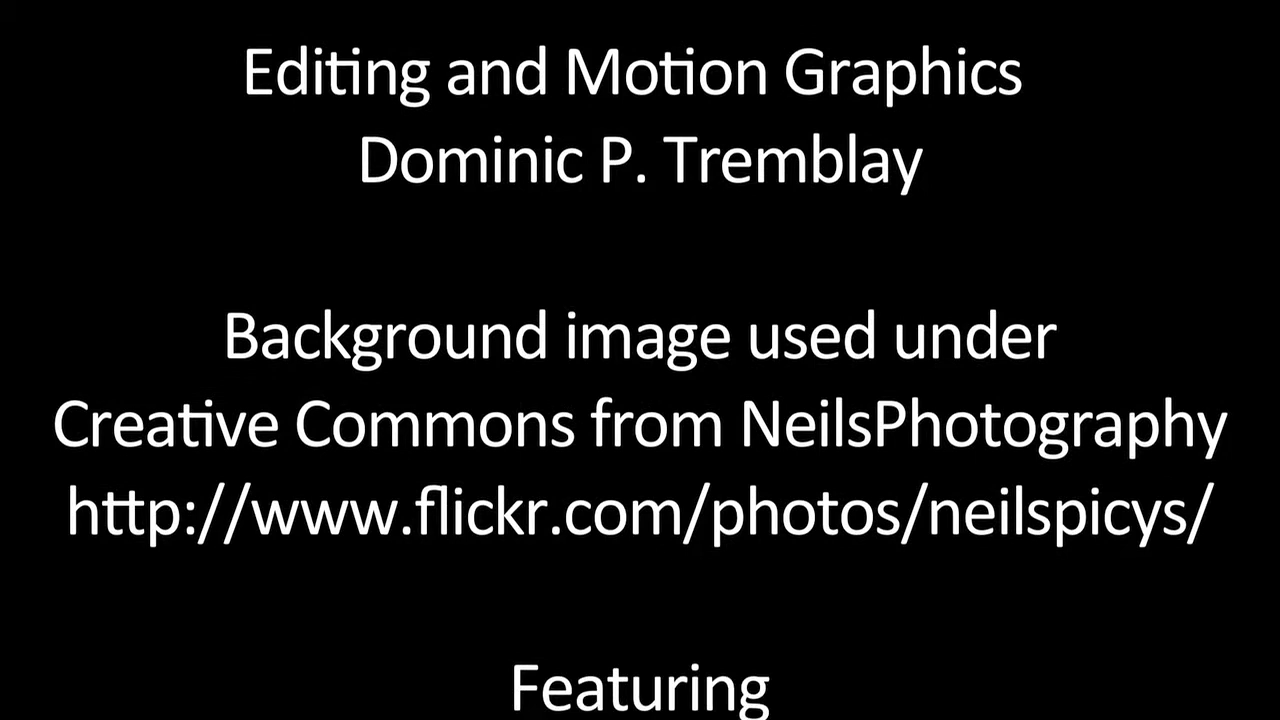 Editing and Motion Graphics
Dominic P. Tremblay
Background image used under
Creative Commons from NeilsPhotography
http://www.flickr.com/photos/neilspicys/
Featuring